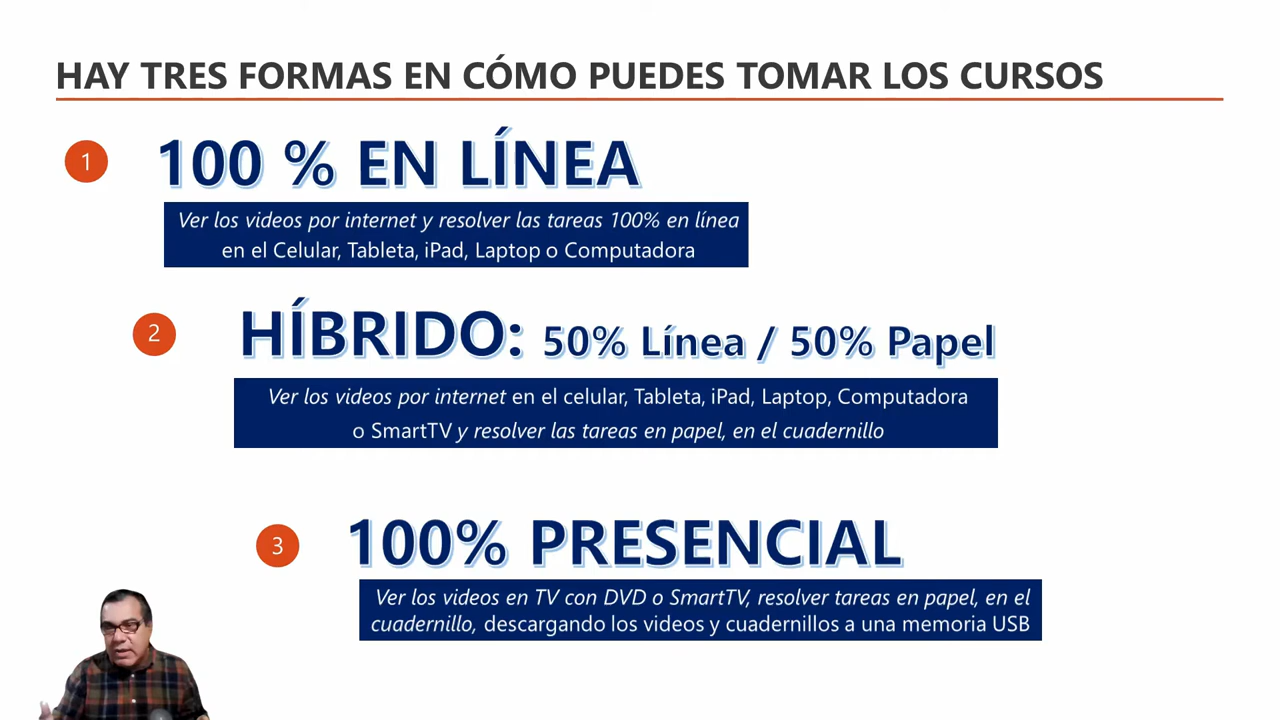 HAY TRES FORMAS EN CÓMO PUEDES TOMAR LOS CURSOS
1
100 % EN LÍNEA
Ver los videos por internet y resolver las tareas 100% en línea
en el Celular, Tableta, iPad, Laptop o Computadora
2
HÍBRIDO: 50% Línea / 50% Papel
Ver los videos por internet en el celular, Tableta, iPad, Laptop, Computadora
o SmartTV y resolver las tareas en papel, en el cuadernillo
3
100% PRESENCIAL
Ver los videos en TV con DVD o SmartTV, resolver tareas en papel, en el
cuadernillo, descargando los videos y cuadernillos a una memoria USB